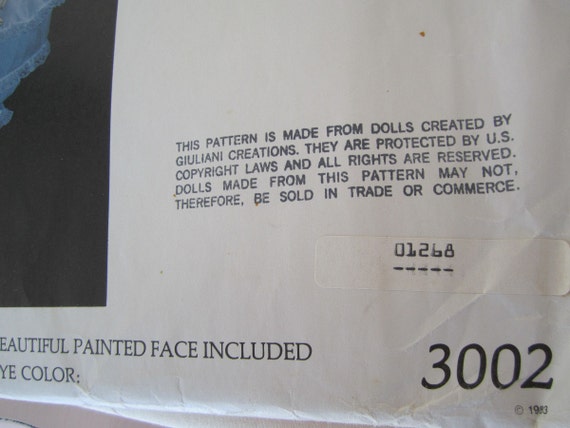 THIS PATTERN IS MADE FROM DOLLS CREATED BY
GIULIANI CREATIONS. THEY ARE PROTECTED BY U.S.
COPYRIGHT LAWS AND ALL RIGHTS ARE RESERVED.
DOLLS MADE FROM THIS PATTERN MAY NOT,
THEREFORE, BE SOLD IN TRADE OR COMMERCE.
01268
-----
EAUTIFUL PAINTED FACE INCLUDED
YE COLOR:
3002
© 1983